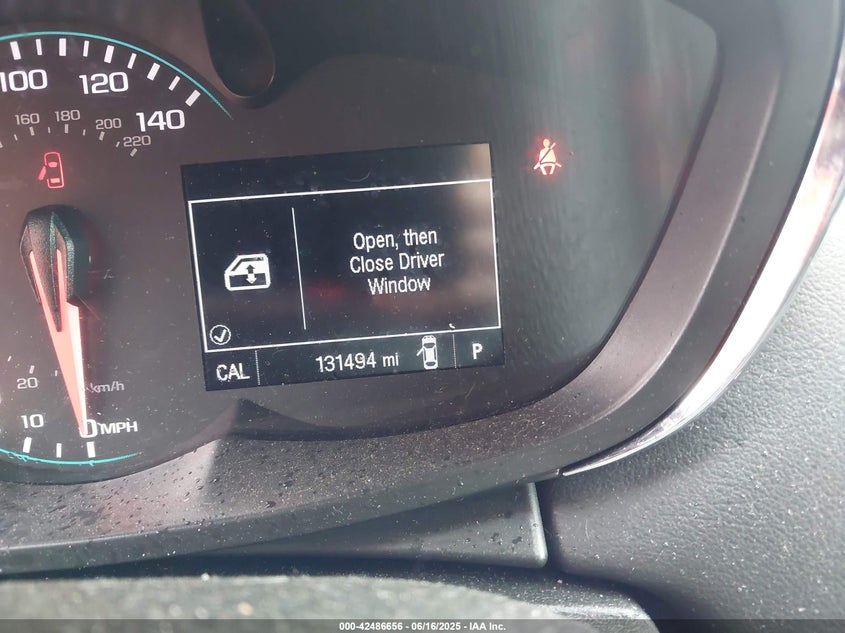 100 120 140
160 180 200 220
Open, then
Close Driver
Window
CAL 131494 mi P
20 km/h
10 0 MPH
000-42486656 - 06/16/2025 - IAA Inc.